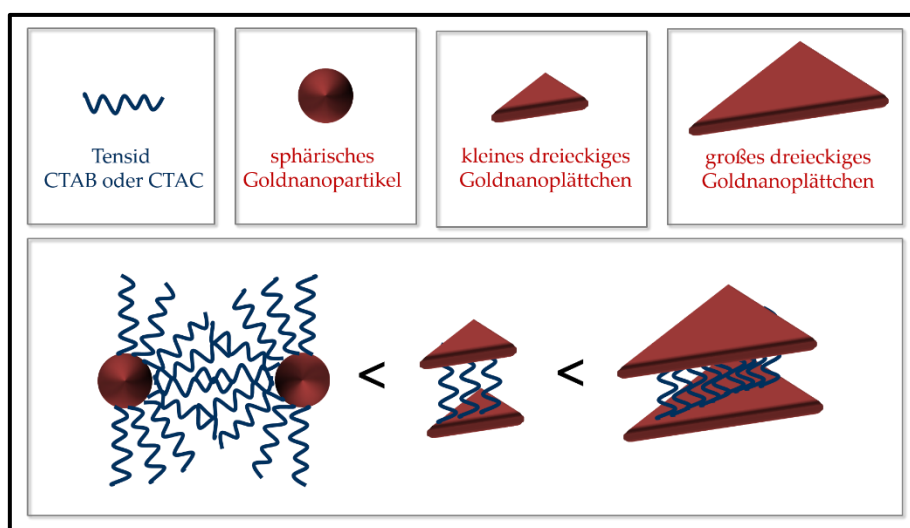 Tensid
CTAB oder CTAC
sphärisches
Goldnanopartikel
kleines dreieckiges
Goldnanoplättchen
großes dreieckiges
Goldnanoplättchen
< <